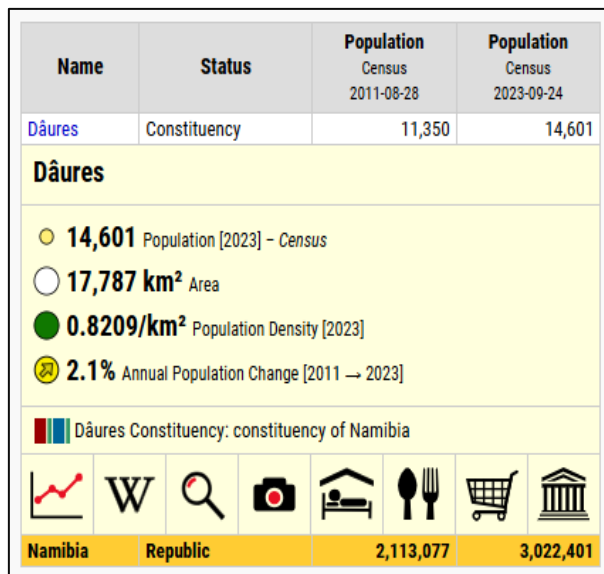 Name Status Population Census 2011-08-28 Population Census 2023-09-24
Dâures Constituency 11,350 14,601
Dâures
14,601 Population [2023] – Census
17,787 km² Area
0.8209/km² Population Density [2023]
2.1% Annual Population Change [2011 → 2023]
Dâures Constituency: constituency of Namibia
W
Namibia Republic 2,113,077 3,022,401